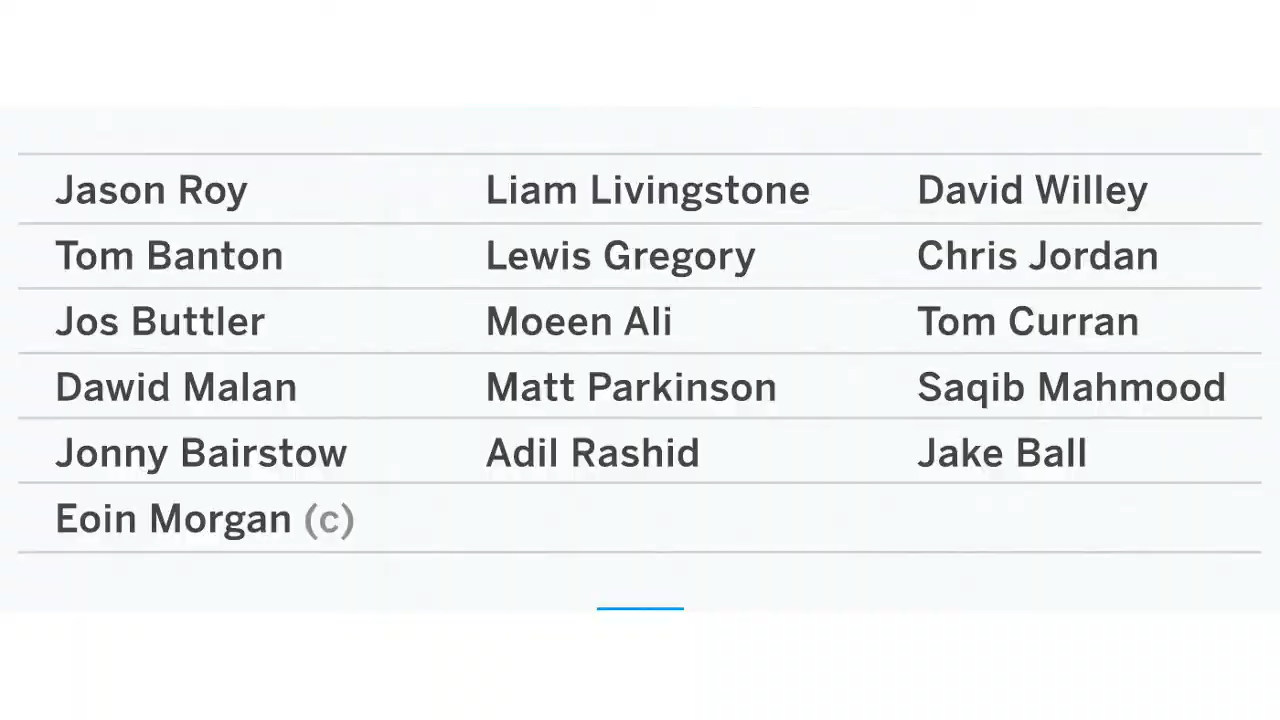 Jason Roy Liam Livingstone David Willey
Tom Banton Lewis Gregory Chris Jordan
Jos Buttler Moeen Ali Tom Curran
Dawid Malan Matt Parkinson Saqib Mahmood
Jonny Bairstow Adil Rashid Jake Ball
Eoin Morgan (c)